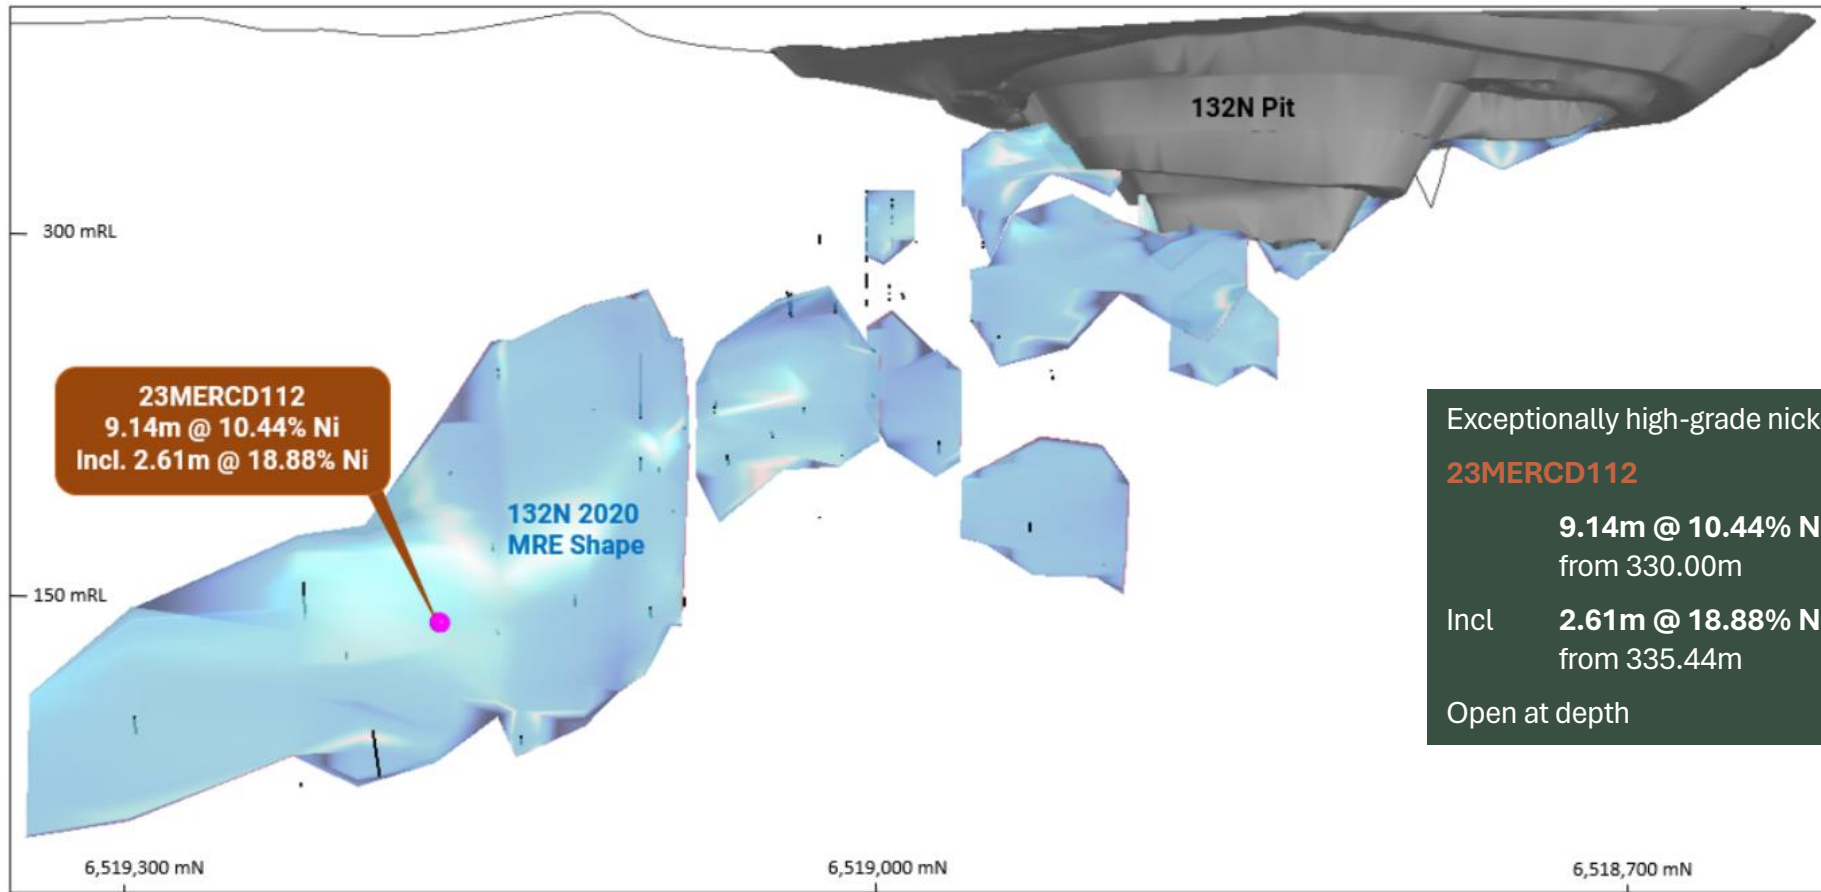 132N Pit
300 mRL
23MERCD112
9.14m @ 10.44% Ni
Incl. 2.61m @ 18.88% Ni
132N 2020
MRE Shape
150 mRL
Exceptionally high-grade nick
23MERCD112
9.14m @ 10.44% N
from 330.00m
Incl 2.61m @ 18.88% N
from 335.44m
Open at depth
6,519,300 mN
6,519,000 mN
6,518,700 mN